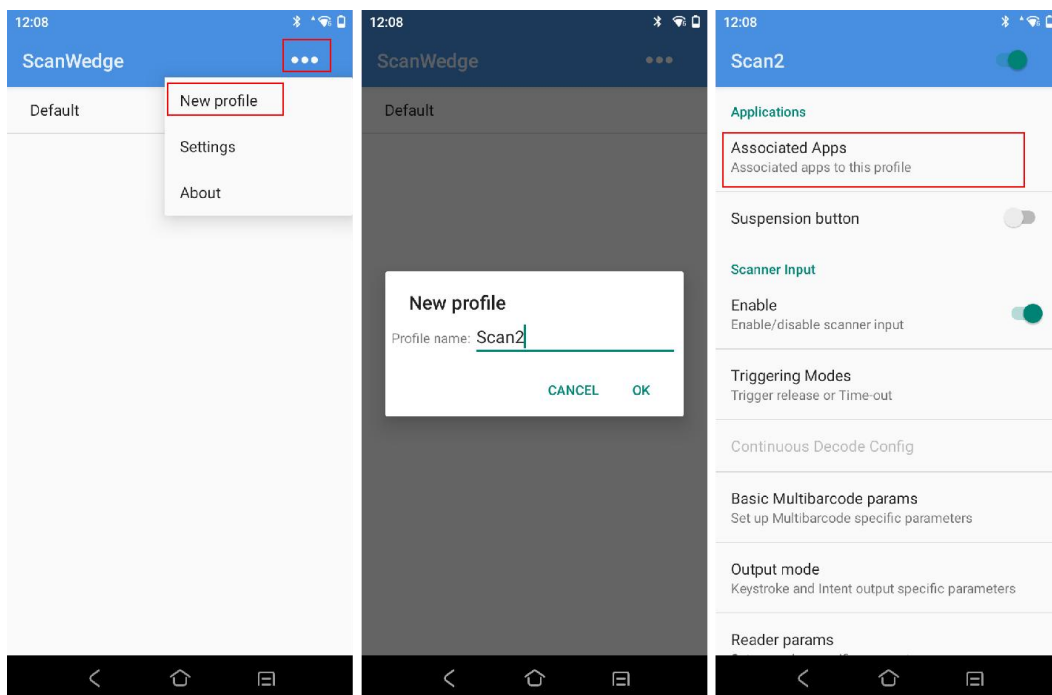 12:08
ScanWedge
New profile
Default
Settings
About
12:08
ScanWedge
Default
New profile
Profile name: Scan2
CANCEL OK
12:08
Scan2
Applications
Associated Apps
Associated apps to this profile
Suspension button
Scanner Input
Enable
Enable/disable scanner input
Triggering Modes
Trigger release or Time-out
Continuous Decode Config
Basic Multibarcode params
Set up Multibarcode specific parameters
Output mode
Keystroke and Intent output specific parameters
Reader params